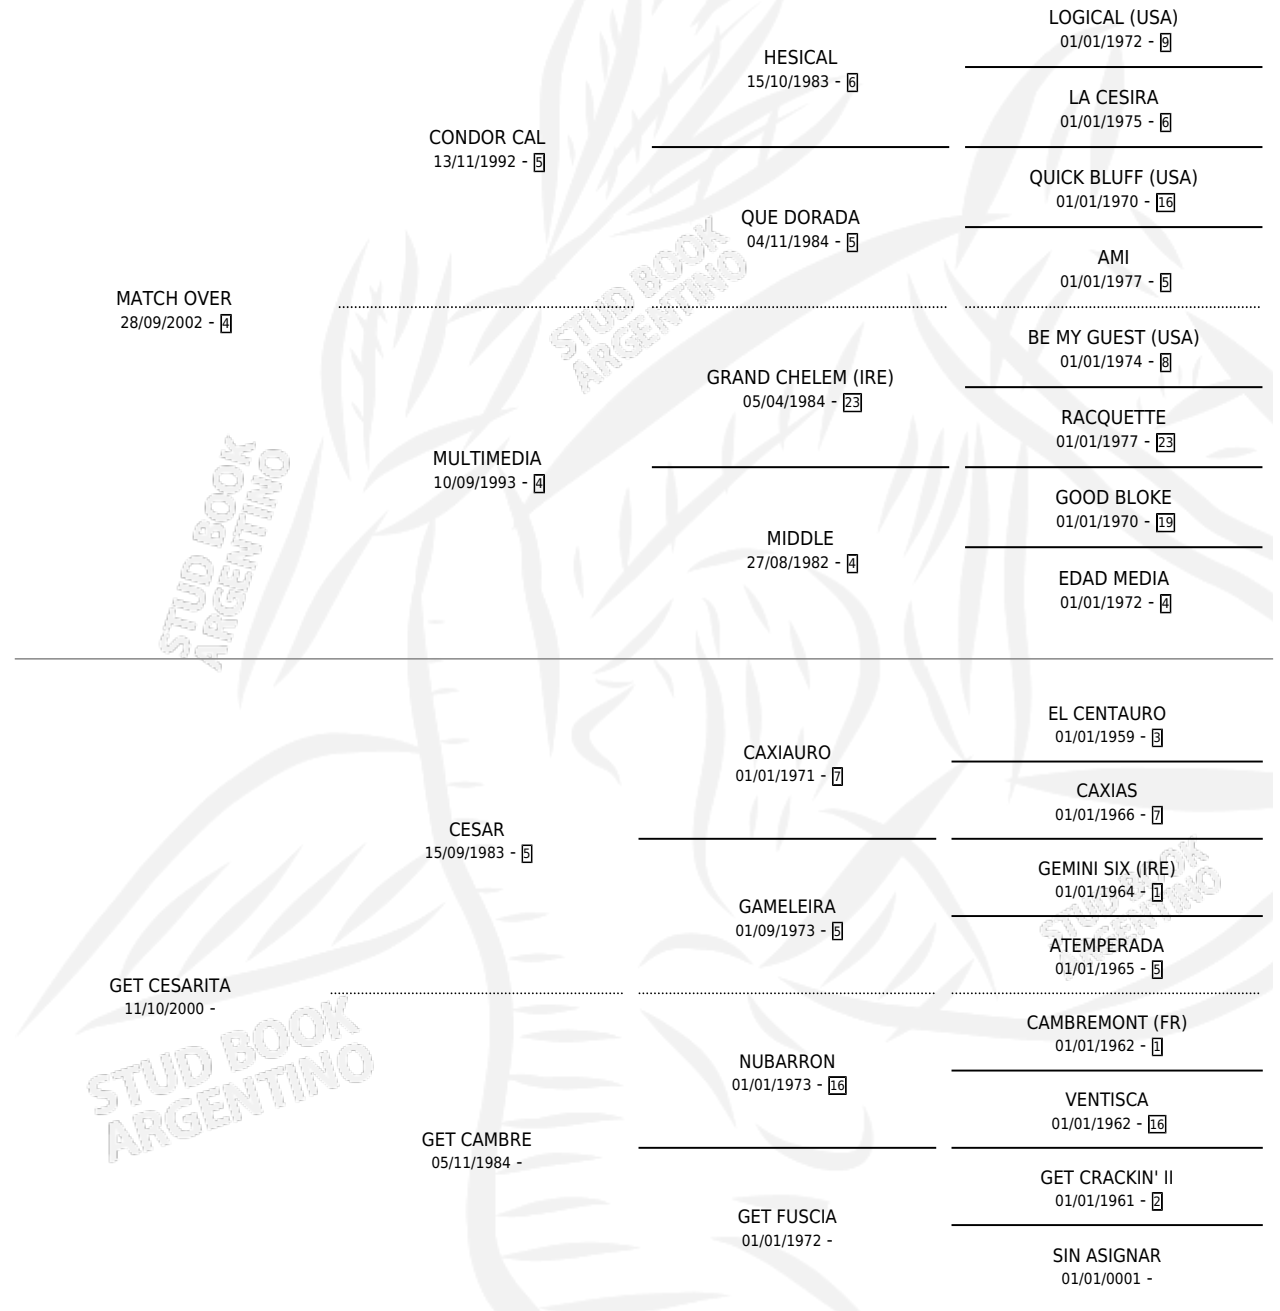 LOGICAL (USA)
01/01/1972 - 9
HESICAL
15/10/1983 - 6
LA CESIRA
01/01/1975 - 6
CONDOR CAL
13/11/1992 - 5
QUICK BLUFF (USA)
01/01/1970 - 16
QUE DORADA
04/11/1984 - 5
AMI
01/01/1977 - 5
MATCH OVER
28/09/2002 - 4
BE MY GUEST (USA)
01/01/1974 - 8
GRAND CHELEM (IRE)
05/04/1984 - 23
RACQUETTE
01/01/1977 - 23
MULTIMEDIA
10/09/1993 - 4
GOOD BLOKE
01/01/1970 - 19
MIDDLE
27/08/1982 - 4
EDAD MEDIA
01/01/1972 - 4
EL CENTAURO
01/01/1959 - 3
CAXIAURO
01/01/1971 - 7
CAXIAS
01/01/1966 - 7
CESAR
15/09/1983 - 5
GEMINI SIX (IRE)
01/01/1964 - 1
GAMELEIRA
01/09/1973 - 5
ATEMPERADA
01/01/1965 - 5
GET CESARITA
11/10/2000 -
CAMBREMONT (FR)
01/01/1962 - 1
NUBARRON
01/01/1973 - 16
VENTISCA
01/01/1962 - 16
GET CAMBRE
05/11/1984 -
GET CRACKIN' II
01/01/1961 - 2
GET FUSCIA
01/01/1972 -
SIN ASIGNAR
01/01/0001 -
STUD BOOK
ARGENTINO
STUD BOOK
ARGENTINO
STUD BOOK
ARGENTINO
STUD BOOK
ARGENTINO